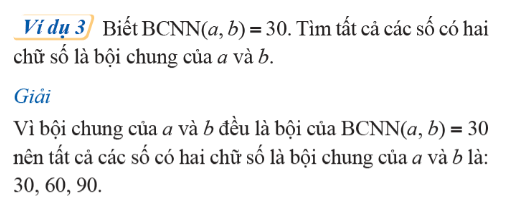 Ví dụ 3 Biết BCNN(a, b) = 30. Tìm tất cả các số có hai
chữ số là bội chung của a và b.
Giải
Vì bội chung của a và b đều là bội của BCNN(a, b) = 30
nên tất cả các số có hai chữ số là bội chung của a và b là:
30, 60, 90.